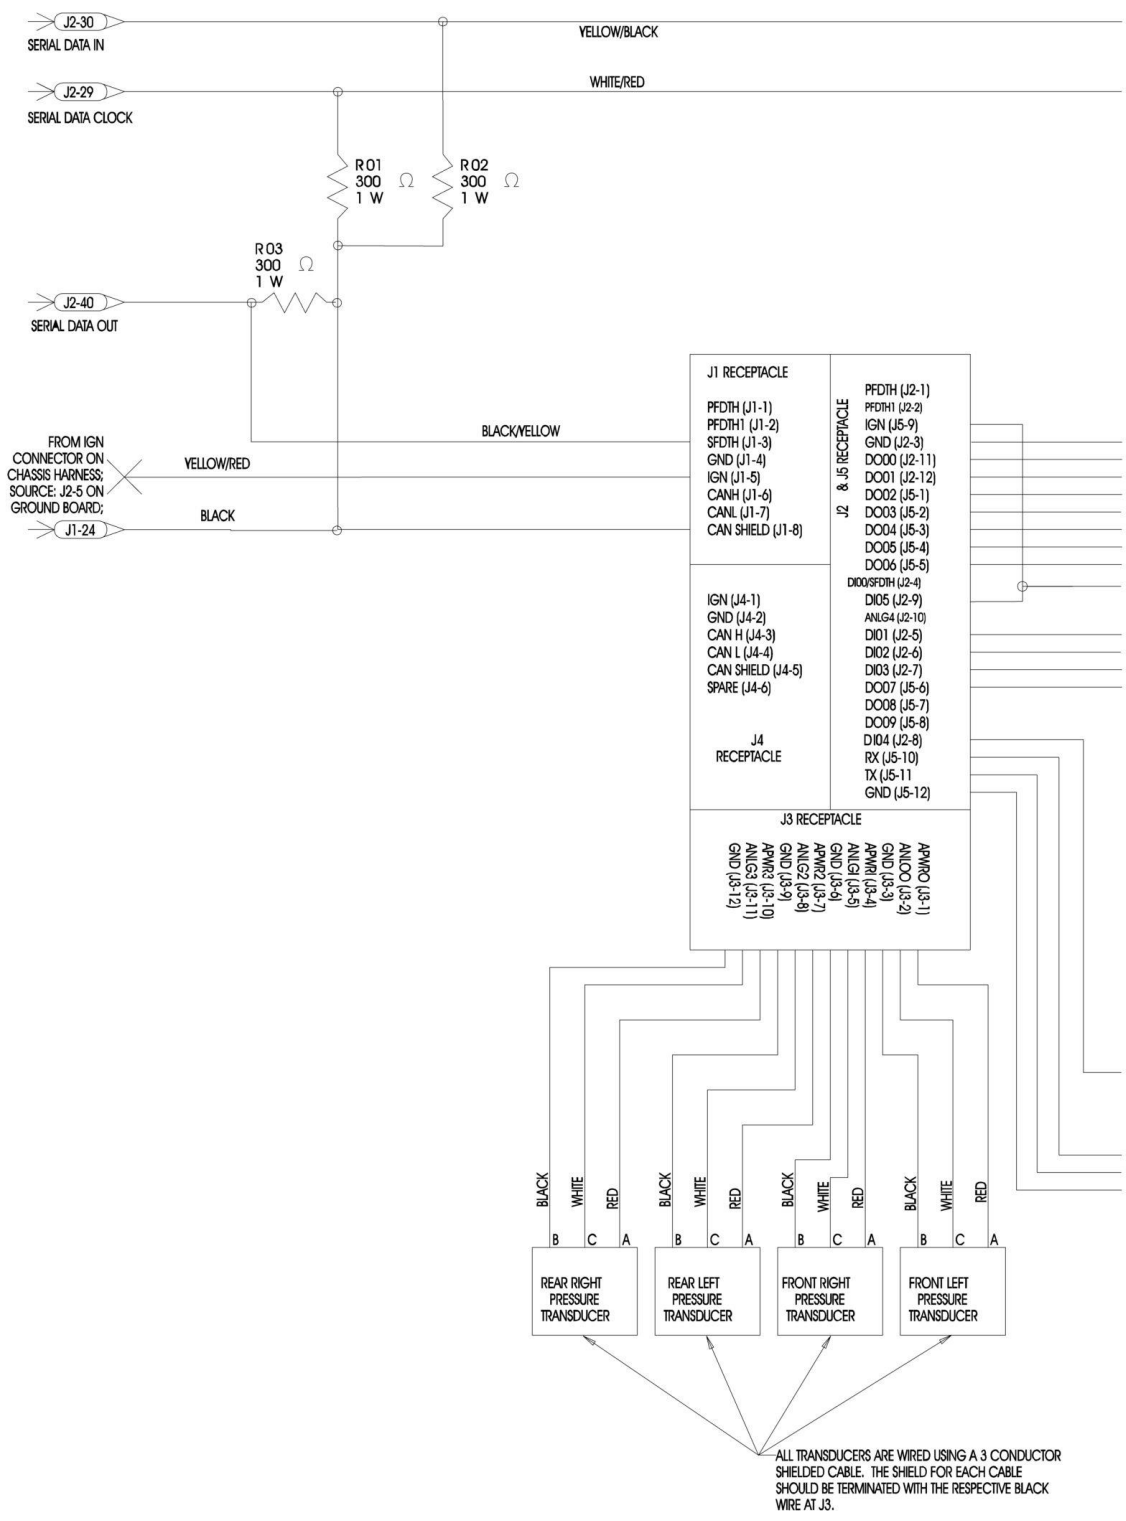 J2-30
SERIAL DATA IN
YELLOW/BLACK
J2-29
SERIAL DATA CLOCK
WHITE/RED
R01
300 Ω
1 W
R02
300 Ω
1 W
R03
300 Ω
1 W
J2-40
SERIAL DATA OUT
BLACK/YELLOW
FROM IGN
CONNECTOR ON
CHASSIS HARNESS;
SOURCE: J2-5 ON
GROUND BOARD;
YELLOW/RED
J1-24
BLACK
J1 RECEPTACLE
PFDTH (J1-1)
PFDTH1 (J1-2)
SFDTH (J1-3)
GND (J1-4)
IGN (J1-5)
CANH (J1-6)
CANL (J1-7)
CAN SHIELD (J1-8)
IGN (J4-1)
GND (J4-2)
CAN H (J4-3)
CAN L (J4-4)
CAN SHIELD (J4-5)
SPARE (J4-6)
J4
RECEPTACLE
J2 & J5 RECEPTACLE
PFDTH (J2-1)
PFDTH1 (J2-2)
IGN (J5-9)
GND (J2-3)
DO00 (J2-11)
DO01 (J2-12)
DO02 (J5-1)
DO03 (J5-2)
DO04 (J5-3)
DO05 (J5-4)
DO06 (J5-5)
DI00/SFDTH (J2-4)
DI05 (J2-9)
ANLG4 (J2-10)
DI01 (J2-5)
DI02 (J2-6)
DI03 (J2-7)
DO07 (J5-6)
DO08 (J5-7)
DO09 (J5-8)
DI04 (J2-8)
RX (J5-10)
TX (J5-11
GND (J5-12)
J3 RECEPTACLE
GND (J3-12)
ANLG3 (J3-11)
APWR3 (J3-10)
GND (J3-9)
ANLG2 (J3-8)
APWR2 (J3-7)
GND (J3-6)
ANLGI (J3-5)
APWRI (J3-4)
GND (J3-3)
ANLOO (J3-2)
APWRO (J3-1)
BLACK
WHITE
RED
BLACK
WHITE
RED
BLACK
WHITE
RED
BLACK
WHITE
RED
B C A
B C A
B C A
B C A
REAR RIGHT
PRESSURE
TRANSDUCER
REAR LEFT
PRESSURE
TRANSDUCER
FRONT RIGHT
PRESSURE
TRANSDUCER
FRONT LEFT
PRESSURE
TRANSDUCER
ALL TRANSDUCERS ARE WIRED USING A 3 CONDUCTOR
SHIELDED CABLE. THE SHIELD FOR EACH CABLE
SHOULD BE TERMINATED WITH THE RESPECTIVE BLACK
WIRE AT J3.